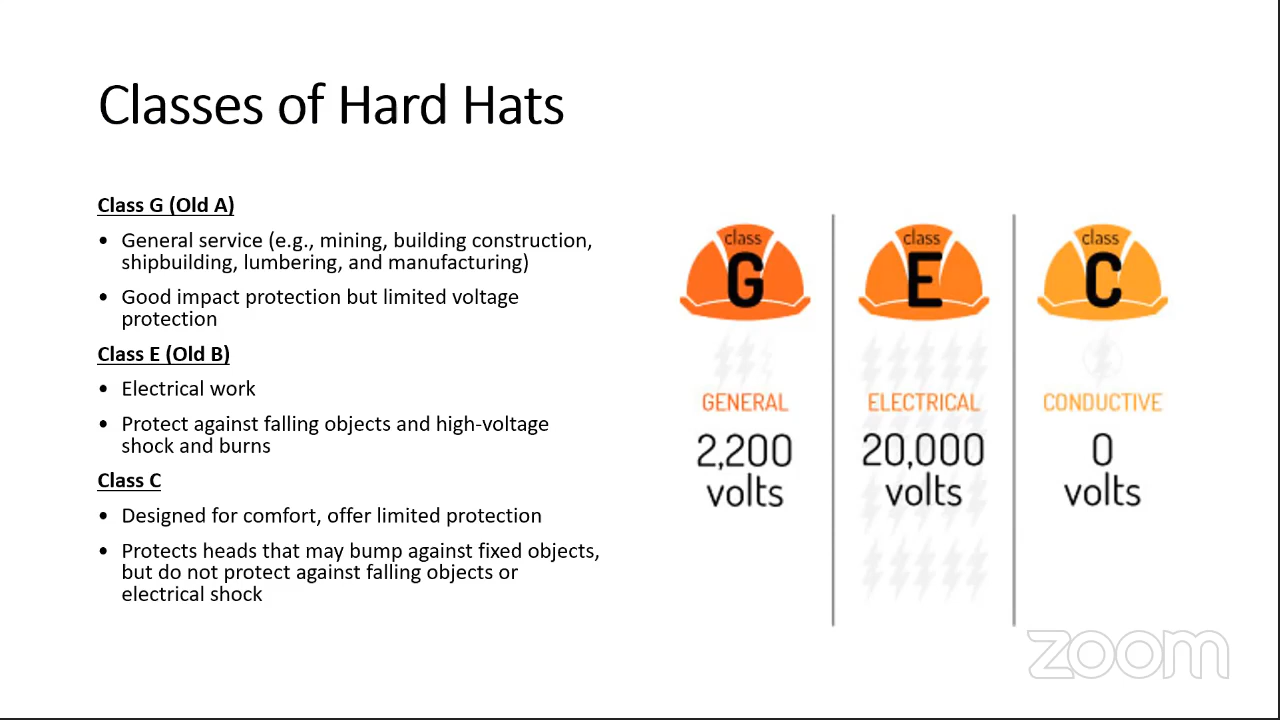 Classes of Hard Hats
Class G (Old A)
• General service (e.g., mining, building construction,
shipbuilding, lumbering, and manufacturing)
• Good impact protection but limited voltage
protection
Class E (Old B)
• Electrical work
• Protect against falling objects and high-voltage
shock and burns
Class C
• Designed for comfort, offer limited protection
• Protects heads that may bump against fixed objects,
but do not protect against falling objects or
electrical shock
class
G
GENERAL
2,200
volts
class
E
ELECTRICAL
20,000
volts
class
C
CONDUCTIVE
0
volts
zoom